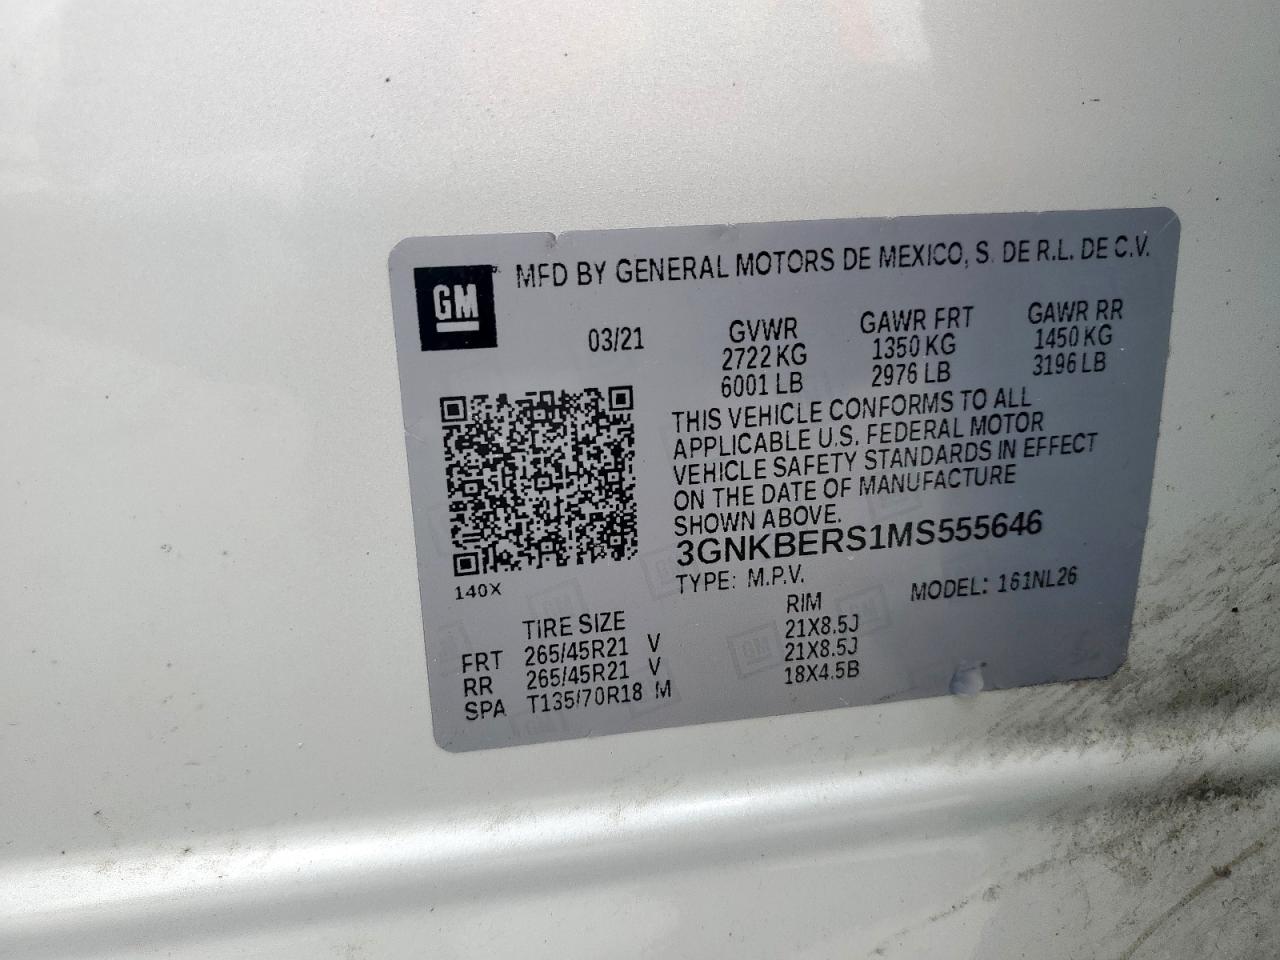 GM
MFD BY GENERAL MOTORS DE MEXICO, S. DE R.L. DE C.V.
03/21 GVWR GAWR FRT GAWR RR
2722 KG 1350 KG 1450 KG
6001 LB 2976 LB 3196 LB
THIS VEHICLE CONFORMS TO ALL
APPLICABLE U.S. FEDERAL MOTOR
VEHICLE SAFETY STANDARDS IN EFFECT
ON THE DATE OF MANUFACTURE
SHOWN ABOVE.
3GNKBERS1MS555646
140X
TYPE: M.P.V. MODEL: 161NL26
TIRE SIZE RIM
FRT 265/45R21 V 21X8.5J
RR 265/45R21 V 21X8.5J
SPA T135/70R18 M 18X4.5B